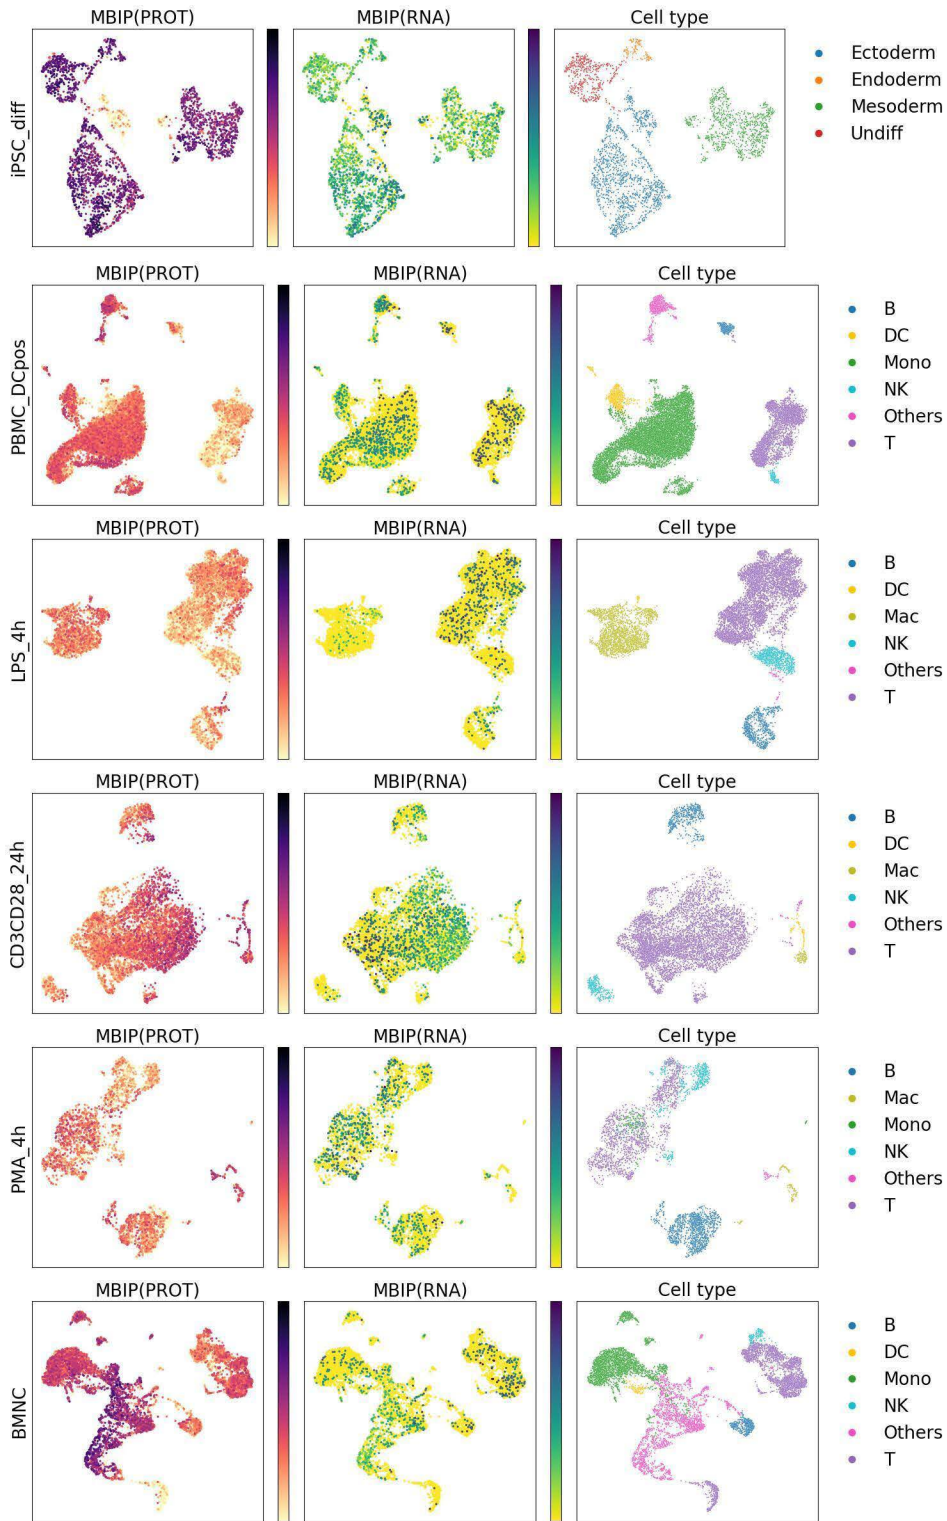 MBIP(PROT) MBIP(RNA) Cell type
iPSC_diff
Ectoderm
Endoderm
Mesoderm
Undiff
MBIP(PROT) MBIP(RNA) Cell type
PBMC_DCpos
B
DC
Mono
NK
Others
T
MBIP(PROT) MBIP(RNA) Cell type
LPS_4h
B
DC
Mac
NK
Others
T
MBIP(PROT) MBIP(RNA) Cell type
CD3CD28_24h
B
DC
Mac
NK
Others
T
MBIP(PROT) MBIP(RNA) Cell type
PMA_4h
B
Mac
Mono
NK
Others
T
MBIP(PROT) MBIP(RNA) Cell type
BMNC
B
DC
Mono
NK
Others
T